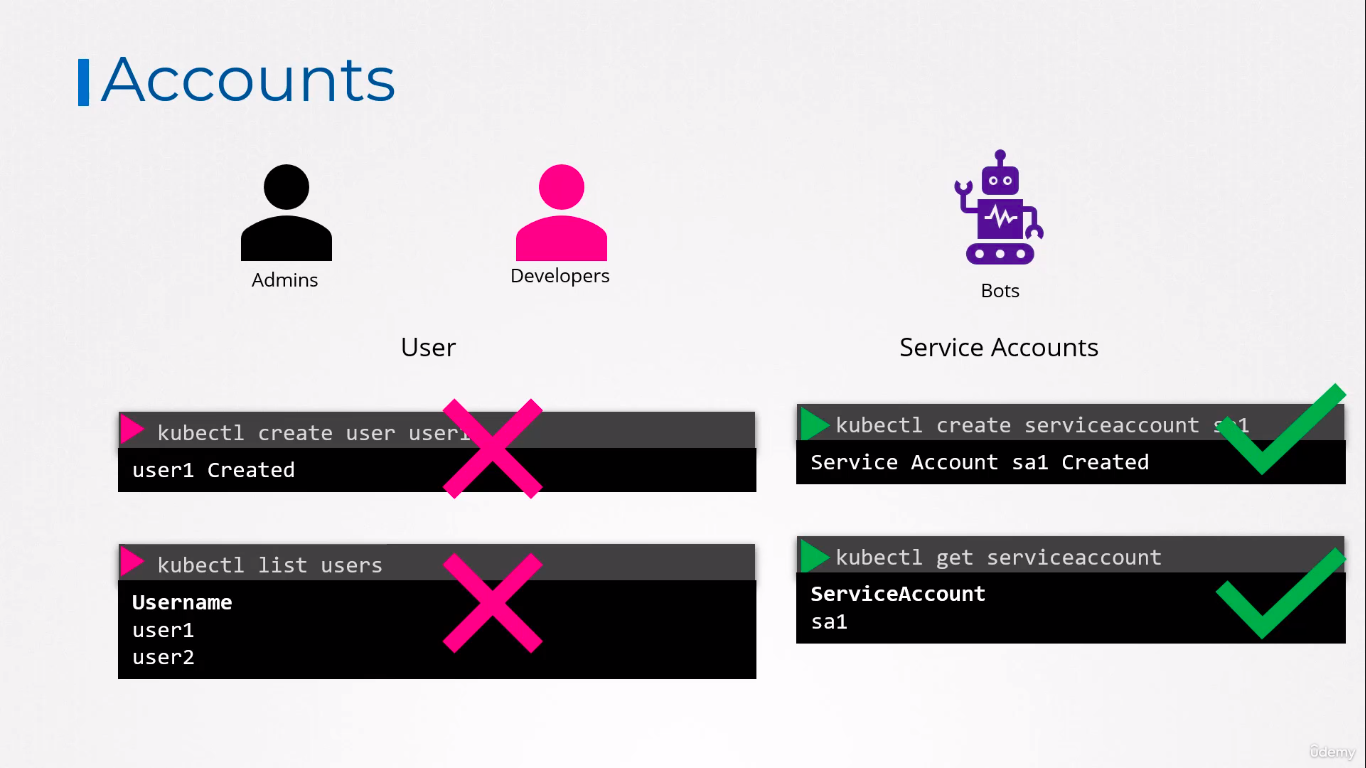 Accounts
Admins
Developers
Bots
User
Service Accounts
kubectl create user user1
user1 Created
kubectl list users
Username
user1
user2
kubectl create serviceaccount sa1
Service Account sa1 Created
kubectl get serviceaccount
ServiceAccount
sa1
ûdemy